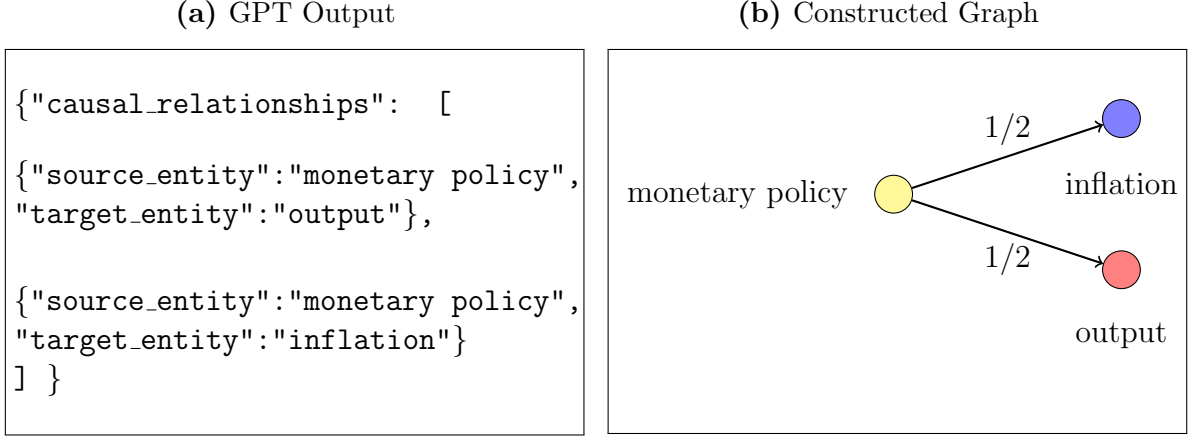 (a) GPT Output
{"causal_relationships": [
{"source_entity":"monetary policy",
"target_entity":"output"},
{"source_entity":"monetary policy",
"target_entity":"inflation"}
] }
(b) Constructed Graph
1/2
inflation
monetary policy
1/2
output